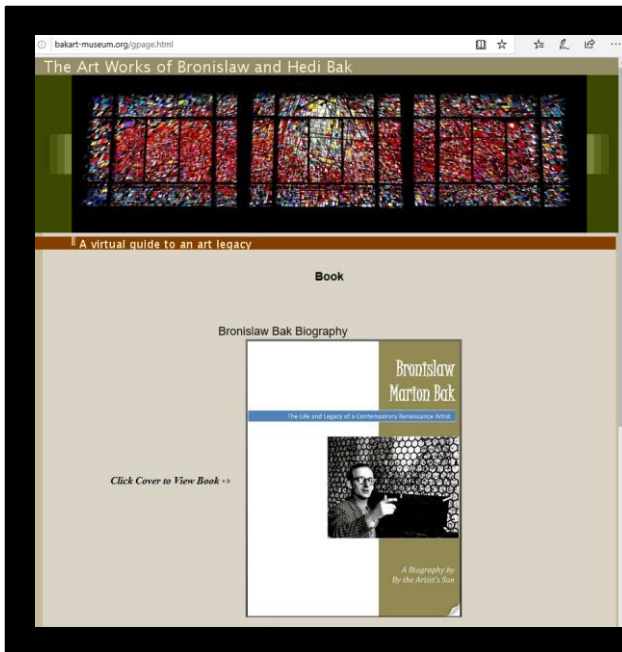 bakart-museum.org/gpage.html
The Art Works of Bronislaw and Hedi Bak
A virtual guide to an art legacy
Book
Bronislaw Bak Biography
Bronislaw
Marion Bak
The Life and Legacy of a Contemporary Renaissance Artist
Click Cover to View Book
A Biography by
By the Artist's Son